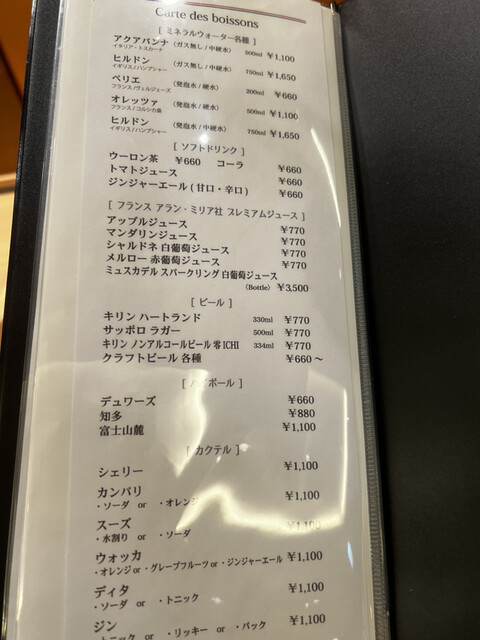 Carte des boissons
[ ミネラルウォーター各種 ]
アクアパンナ (ガス無し/中硬水) 500ml ¥1,100
イタリア・トスカーナ
ヒルドン (ガス無し/中硬水) 750ml ¥1,650
イギリス/ハンプシャー
ペリエ (発泡水/硬水) 200ml ¥660
フランス/ヴェルジェーズ
オレッツァ (発泡水/硬水) 500ml ¥1,100
フランス/コルシカ島
ヒルドン (発泡水/中硬水) 750ml ¥1,650
イギリス/ハンプシャー
[ ソフトドリンク ]
ウーロン茶 ¥660 コーラ ¥660
トマトジュース ¥660
ジンジャーエール(甘口・辛口) ¥660
[ フランス アラン・ミリア社 プレミアムジュース ]
アップルジュース ¥770
マンダリンジュース ¥770
シャルドネ 白葡萄ジュース ¥770
メルロー 赤葡萄ジュース ¥770
ミュスカデル スパークリング 白葡萄ジュース
(Bottle) ¥3,500
[ ビール ]
キリン ハートランド 330ml ¥770
サッポロ ラガー 500ml ¥770
キリン ノンアルコールビール 零ICHI 334ml ¥770
クラフトビール 各種 ¥660～
[ ハイボール ]
デュワーズ ¥660
知多 ¥880
富士山麓 ¥1,100
[ カクテル ]
シェリー ¥1,100
カンパリ ¥1,100
・ソーダ or ・オレンジ
スーズ ¥1,100
・水割り or ・ソーダ
ウォッカ ¥1,100
・オレンジ or ・グレープフルーツ or ・ジンジャーエール
ディタ ¥1,100
・ソーダ or ・トニック
ジン ¥1,100
・トニック or ・リッキー or ・バック